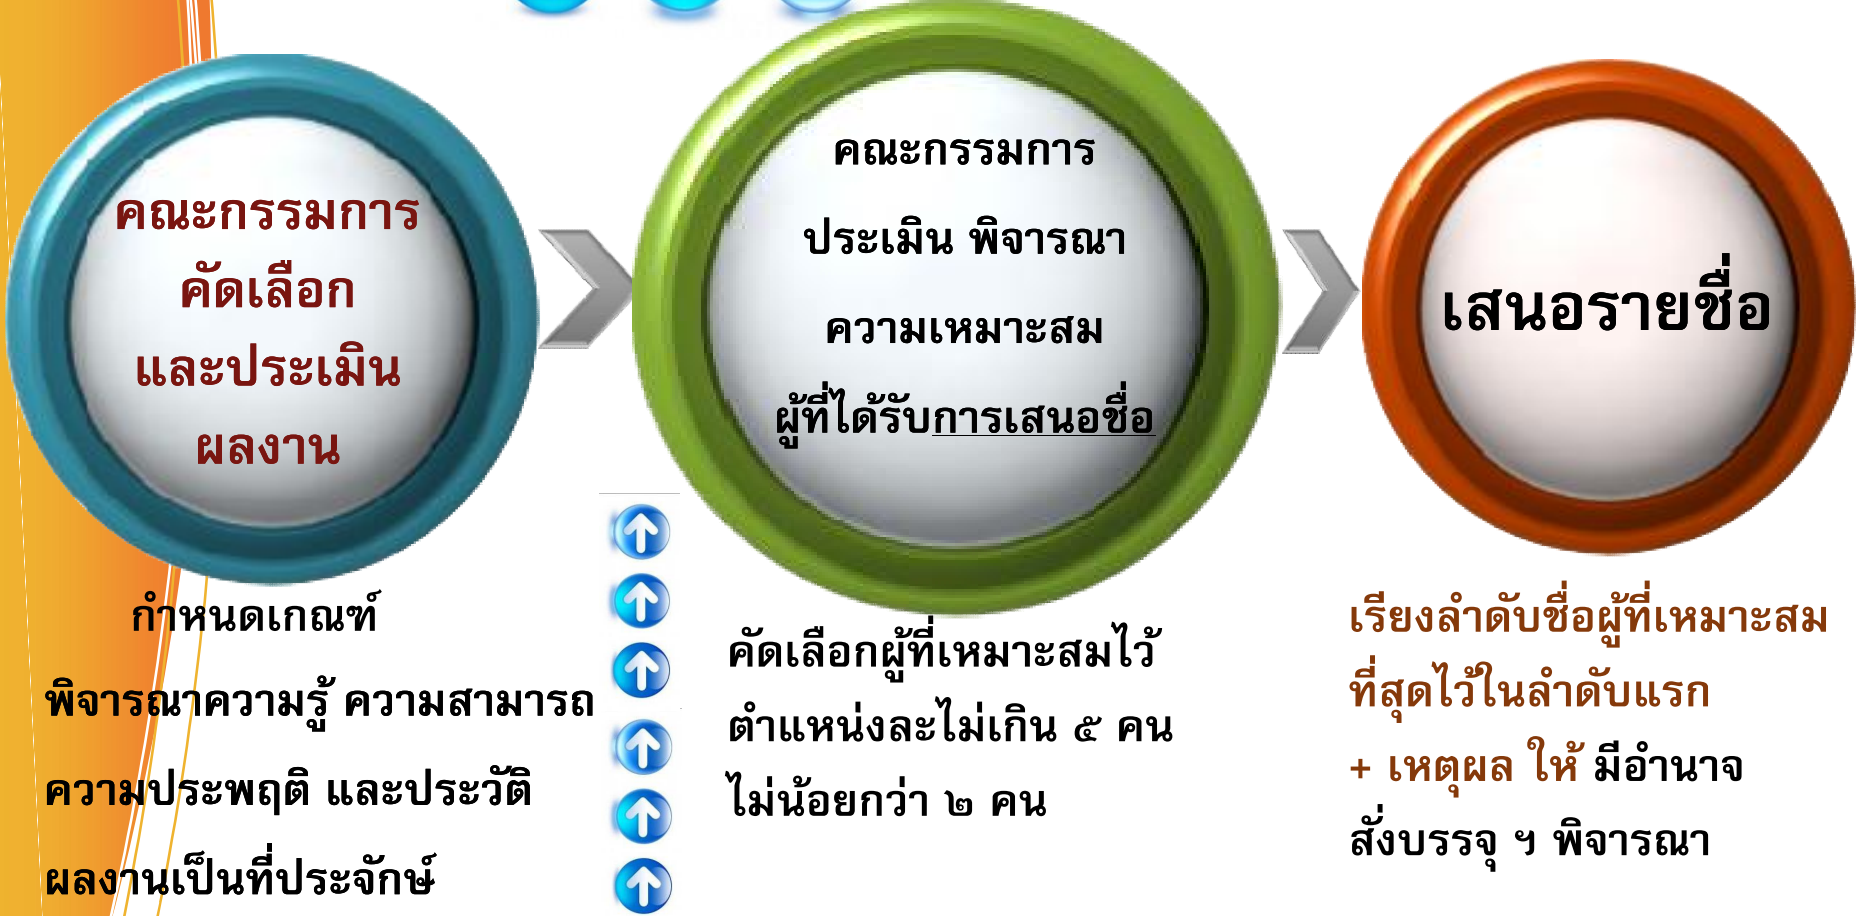 คณะกรรมการ
คัดเลือก
และประเมิน
ผลงาน
กำหนดเกณฑ์
พิจารณาความรู้ ความสามารถ
ความประพฤติ และประวัติ
ผลงานเป็นที่ประจักษ์
คณะกรรมการ
ประเมิน พิจารณา
ความเหมาะสม
ผู้ที่ได้รับการเสนอชื่อ
คัดเลือกผู้ที่เหมาะสมไว้
ตำแหน่งละไม่เกิน ๕ คน
ไม่น้อยกว่า ๒ คน
เสนอรายชื่อ
เรียงลำดับชื่อผู้ที่เหมาะสม
ที่สุดไว้ในลำดับแรก
+ เหตุผล ให้ มีอำนาจ
สั่งบรรจุ ฯ พิจารณา